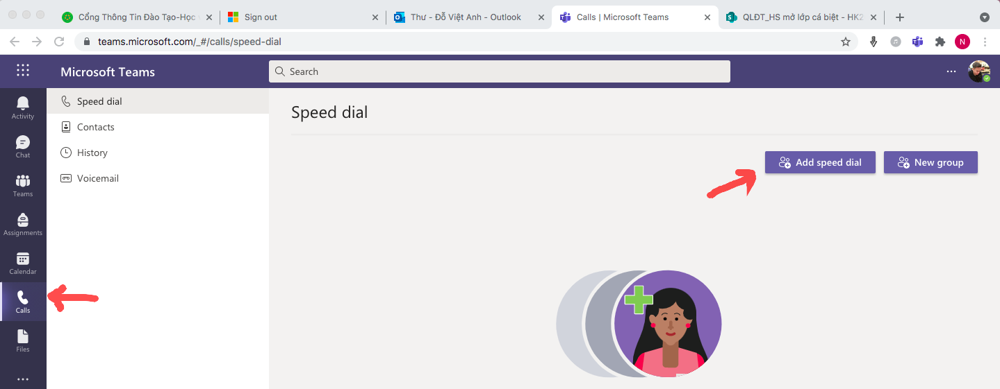 Cổng Thông Tin Đào Tạo-Học
Sign out
Thư - Đỗ Việt Anh - Outlook
Calls | Microsoft Teams
QLĐT_HS mở lớp cá biệt - HK2
teams.microsoft.com/_#/calls/speed-dial
N
Microsoft Teams
Search
Activity
Chat
Teams
Assignments
Calendar
Calls
Files
Speed dial
Contacts
History
Voicemail
Speed dial
Add speed dial
New group